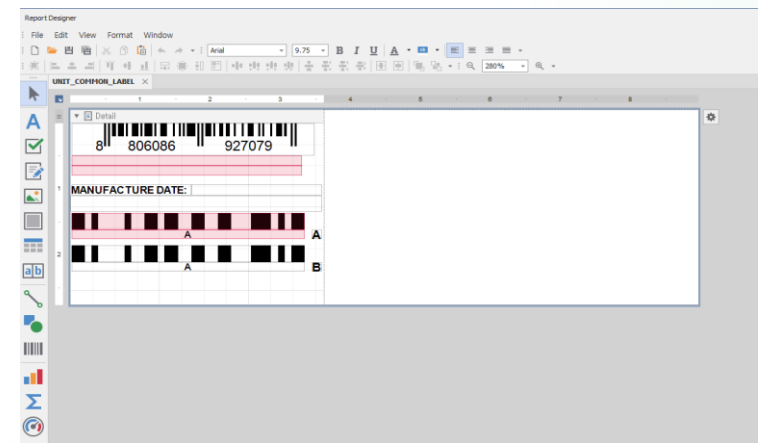 Report Designer
File Edit View Format Window
Arial 9.75 B I U A 280%
UNIT_COMMON_LABEL
1 2 3 4 5 6 7 8
Detail
8 806086 927079
1
MANUFACTURE DATE:
A A
2
A B
A
a b